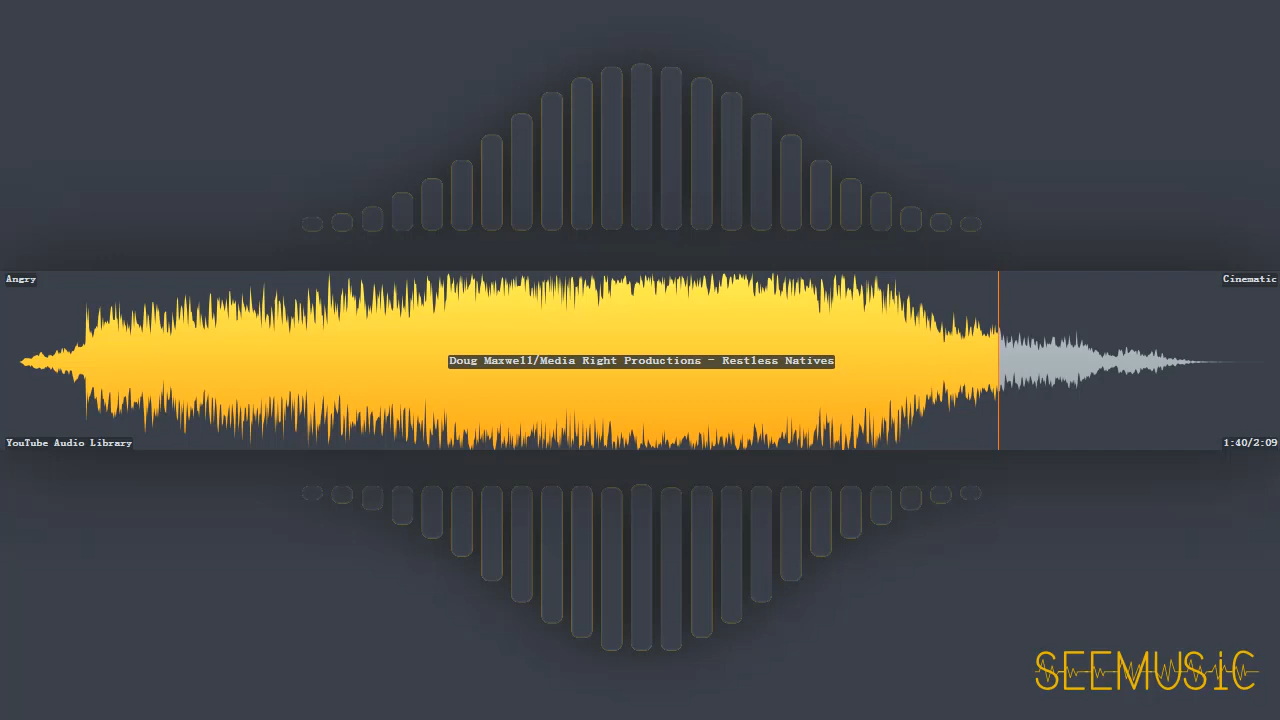 Angry
Cinematic
Doug Maxwell/Media Right Productions - Restless Natives
YouTube Audio Library
1:40/2:09
SEEMUSiC